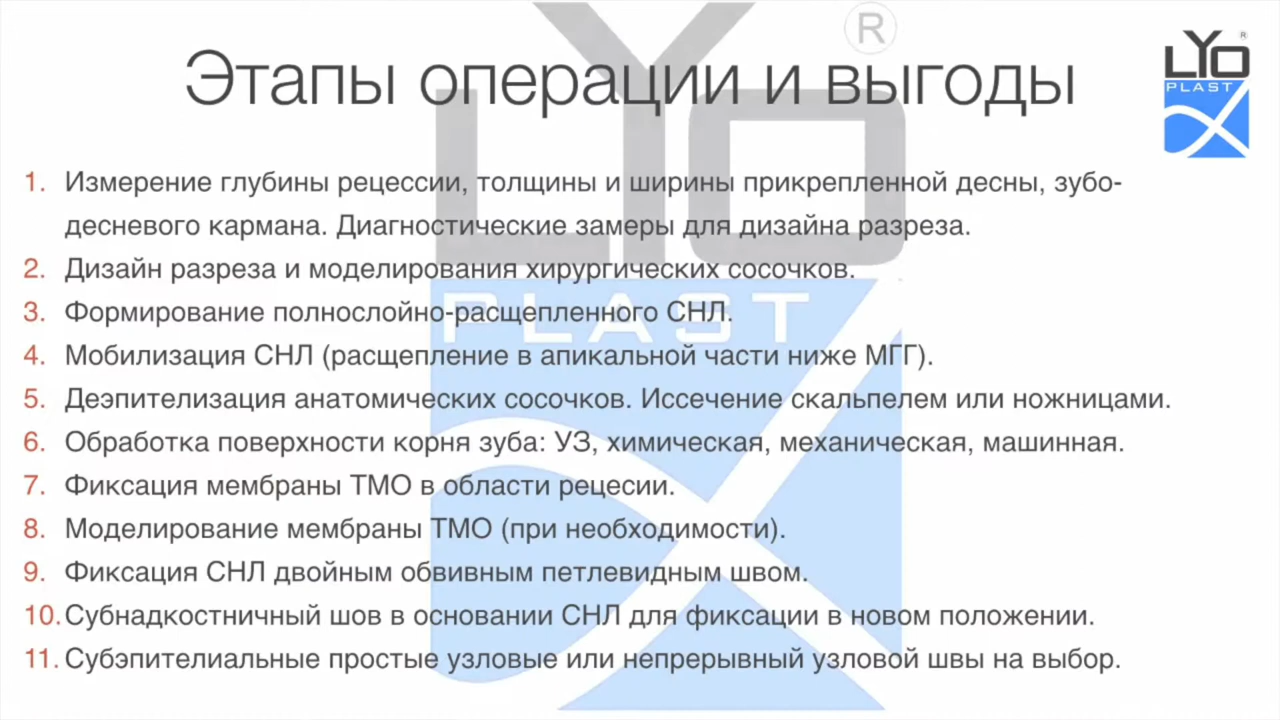 Этапы операции и выгоды
LYO
®
PLAST
LYO
®
PLAST
1. Измерение глубины рецессии, толщины и ширины прикрепленной десны, зубо-
десневого кармана. Диагностические замеры для дизайна разреза.
2. Дизайн разреза и моделирования хирургических сосочков.
3. Формирование полнослойно-расщепленного СНЛ.
4. Мобилизация СНЛ (расщепление в апикальной части ниже МГГ).
5. Деэпителизация анатомических сосочков. Иссечение скальпелем или ножницами.
6. Обработка поверхности корня зуба: УЗ, химическая, механическая, машинная.
7. Фиксация мембраны ТМО в области рецесии.
8. Моделирование мембраны ТМО (при необходимости).
9. Фиксация СНЛ двойным обвивным петлевидным швом.
10. Субнадкостничный шов в основании СНЛ для фиксации в новом положении.
11. Субэпителиальные простые узловые или непрерывный узловой швы на выбор.